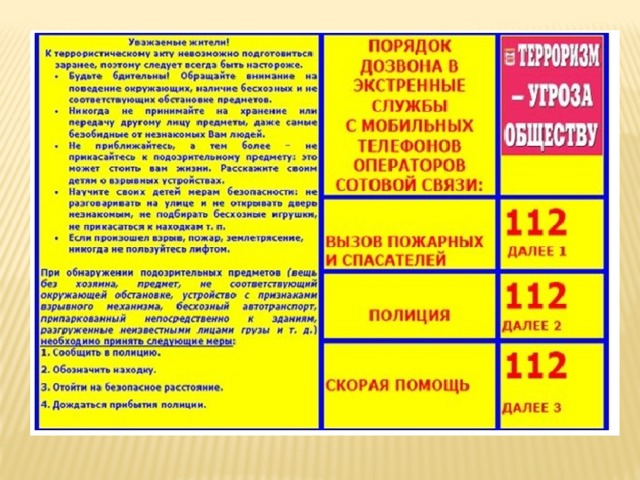 Уважаемые жители!
К террористическому акту невозможно подготовиться
заранее, поэтому следует всегда быть настороже.
• Будьте бдительны! Обращайте внимание на
поведение окружающих, наличие бесхозных и не
соответствующих обстановке предметов.
• Никогда не принимайте на хранение или
передачу другому лицу предметы, даже самые
безобидные от незнакомых Вам людей.
• Не приближайтесь, а тем более – не
прикасайтесь к подозрительному предмету: это
может стоить вам жизни. Расскажите своим
детям о взрывных устройствах.
• Научите своих детей мерам безопасности: не
разговаривать на улице и не открывать дверь
незнакомым, не подбирать бесхозные игрушки,
не прикасаться к находкам т. п.
• Если произошел взрыв, пожар, землетрясение,
никогда не пользуйтесь лифтом.
При обнаружении подозрительных предметов (вещь
без хозяина, предмет, не соответствующий
окружающей обстановке, устройство с признаками
взрывного механизма, бесхозный автотранспорт,
припаркованный непосредственно к зданиям,
разгруженные неизвестными лицами грузы и т. д.)
необходимо принять следующие меры:
1. Сообщить в полицию.
2. Обозначить находку.
3. Отойти на безопасное расстояние.
4. Дождаться прибытия полиции.
ПОРЯДОК
ДОЗВОНА В
ЭКСТРЕННЫЕ
СЛУЖБЫ
С МОБИЛЬНЫХ
ТЕЛЕФОНОВ
ОПЕРАТОРОВ
СОТОВОЙ СВЯЗИ:
ТЕРРОРИЗМ
– УГРОЗА
ОБЩЕСТВУ
ВЫЗОВ ПОЖАРНЫХ
И СПАСАТЕЛЕЙ
112
ДАЛЕЕ 1
ПОЛИЦИЯ
112
ДАЛЕЕ 2
СКОРАЯ ПОМОЩЬ
112
ДАЛЕЕ 3